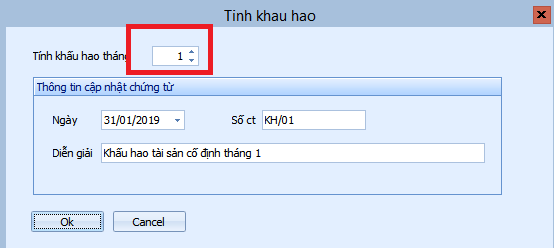 Tinh khau hao
Tính khấu hao tháng 1
Thông tin cập nhật chứng từ
Ngày 31/01/2019 Số ct KH/01
Diễn giải Khấu hao tài sản cố định tháng 1
Ok Cancel